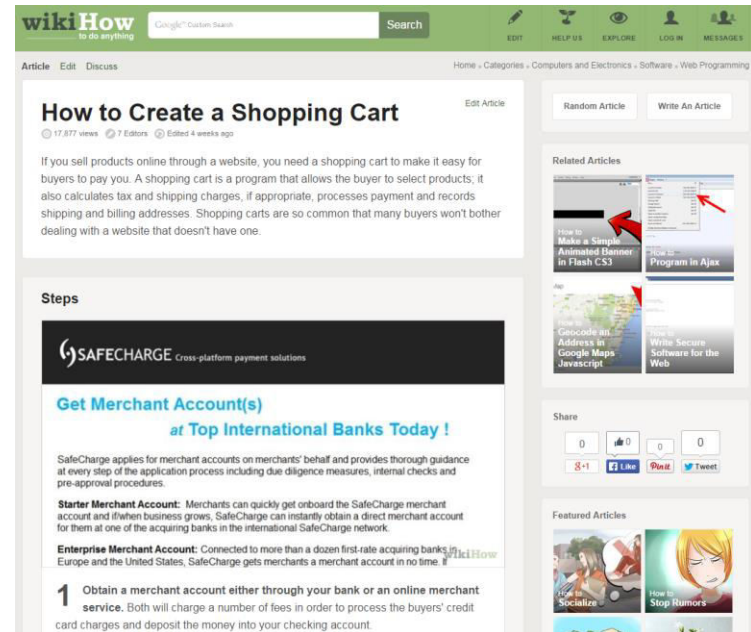 wikiHow
to do anything
Google™ Custom Search
Search
EDIT
HELP US
EXPLORE
LOG IN
MESSAGES
Article Edit Discuss
Home » Categories » Computers and Electronics » Software » Web Programming
How to Create a Shopping Cart
Edit Article
17,877 views 7 Editors Edited 4 weeks ago
If you sell products online through a website, you need a shopping cart to make it easy for
buyers to pay you. A shopping cart is a program that allows the buyer to select products; it
also calculates tax and shipping charges, if appropriate, processes payment and records
shipping and billing addresses. Shopping carts are so common that many buyers won't bother
dealing with a website that doesn't have one.
Steps
SAFECHARGE Cross-platform payment solutions
Get Merchant Account(s)
at Top International Banks Today !
SafeCharge applies for merchant accounts on merchants' behalf and provides thorough guidance
at every step of the application process including due diligence measures, internal checks and
pre-approval procedures.
Starter Merchant Account: Merchants can quickly get onboard the SafeCharge merchant
account and if/when business grows, SafeCharge can instantly obtain a direct merchant account
for them at one of the acquiring banks in the international SafeCharge network.
Enterprise Merchant Account: Connected to more than a dozen first-rate acquiring banks in
Europe and the United States, SafeCharge gets merchants a merchant account in no time. If
wikiHow
1 Obtain a merchant account either through your bank or an online merchant
service. Both will charge a number of fees in order to process the buyers' credit
card charges and deposit the money into your checking account.
Random Article
Write An Article
Related Articles
How to
Make a Simple
Animated Banner
in Flash CS3
How to
Program in Ajax
How to
Geocode an
Address in
Google Maps
Javascript
How to
Write Secure
Software for the
Web
Share
0 0 0 0
g+1 Like Pin it Tweet
Featured Articles
How to
Socialize
How to
Stop Rumors